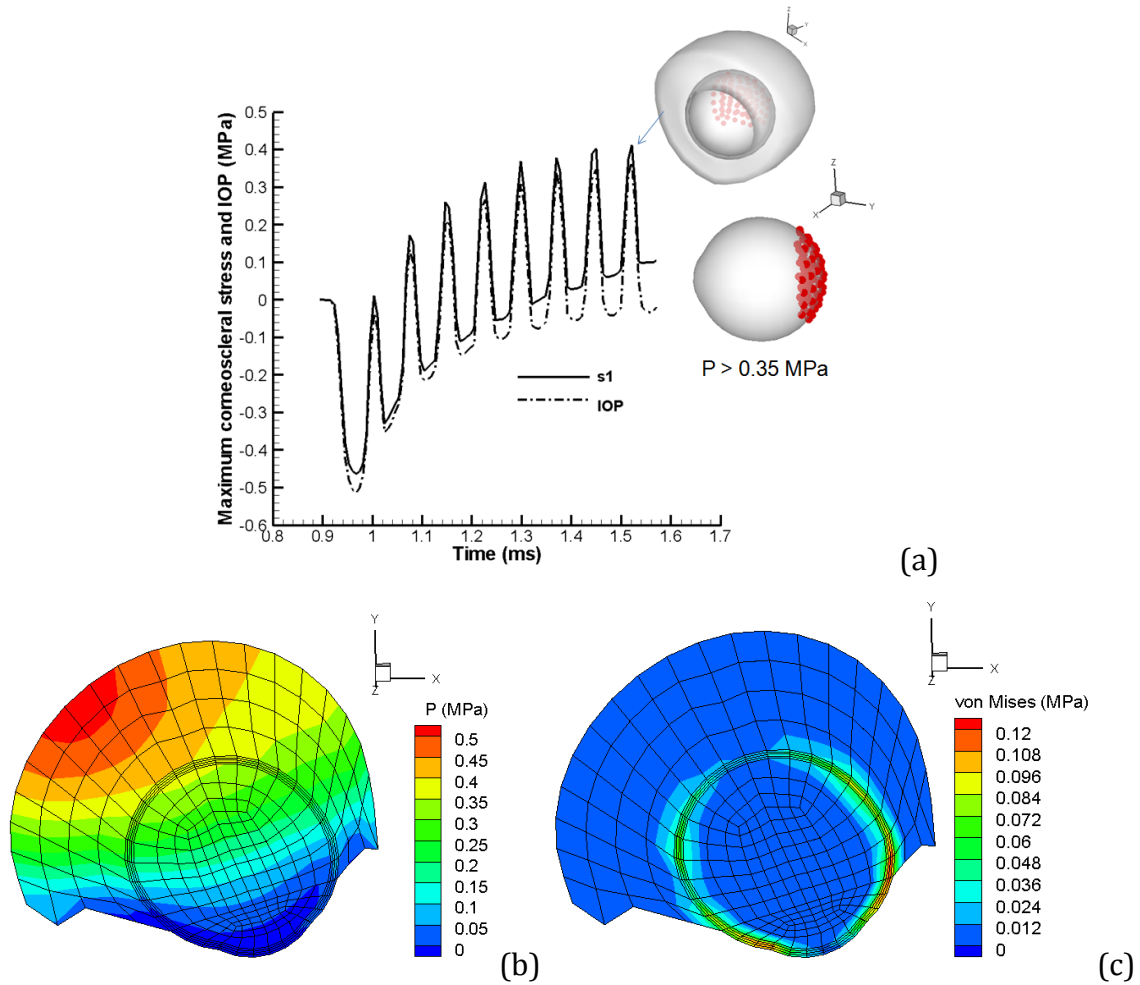 Z
Y
X
0.5
0.4
0.3
0.2
0.1
0
-0.1
-0.2
-0.3
-0.4
-0.5
-0.6
Maximum corneoscleral stress and IOP (MPa)
Z
X
Y
P > 0.35 MPa
s1
IOP
0.9 1 1.1 1.2 1.3 1.4 1.5 1.6 1.7
0.8
Time (ms)
(a)
Y
X
Z
P (MPa)
0.5
0.45
0.4
0.35
0.3
0.25
0.2
0.15
0.1
0.05
0
(b)
Y
X
Z
von Mises (MPa)
0.12
0.108
0.096
0.084
0.072
0.06
0.048
0.036
0.024
0.012
0
(c)